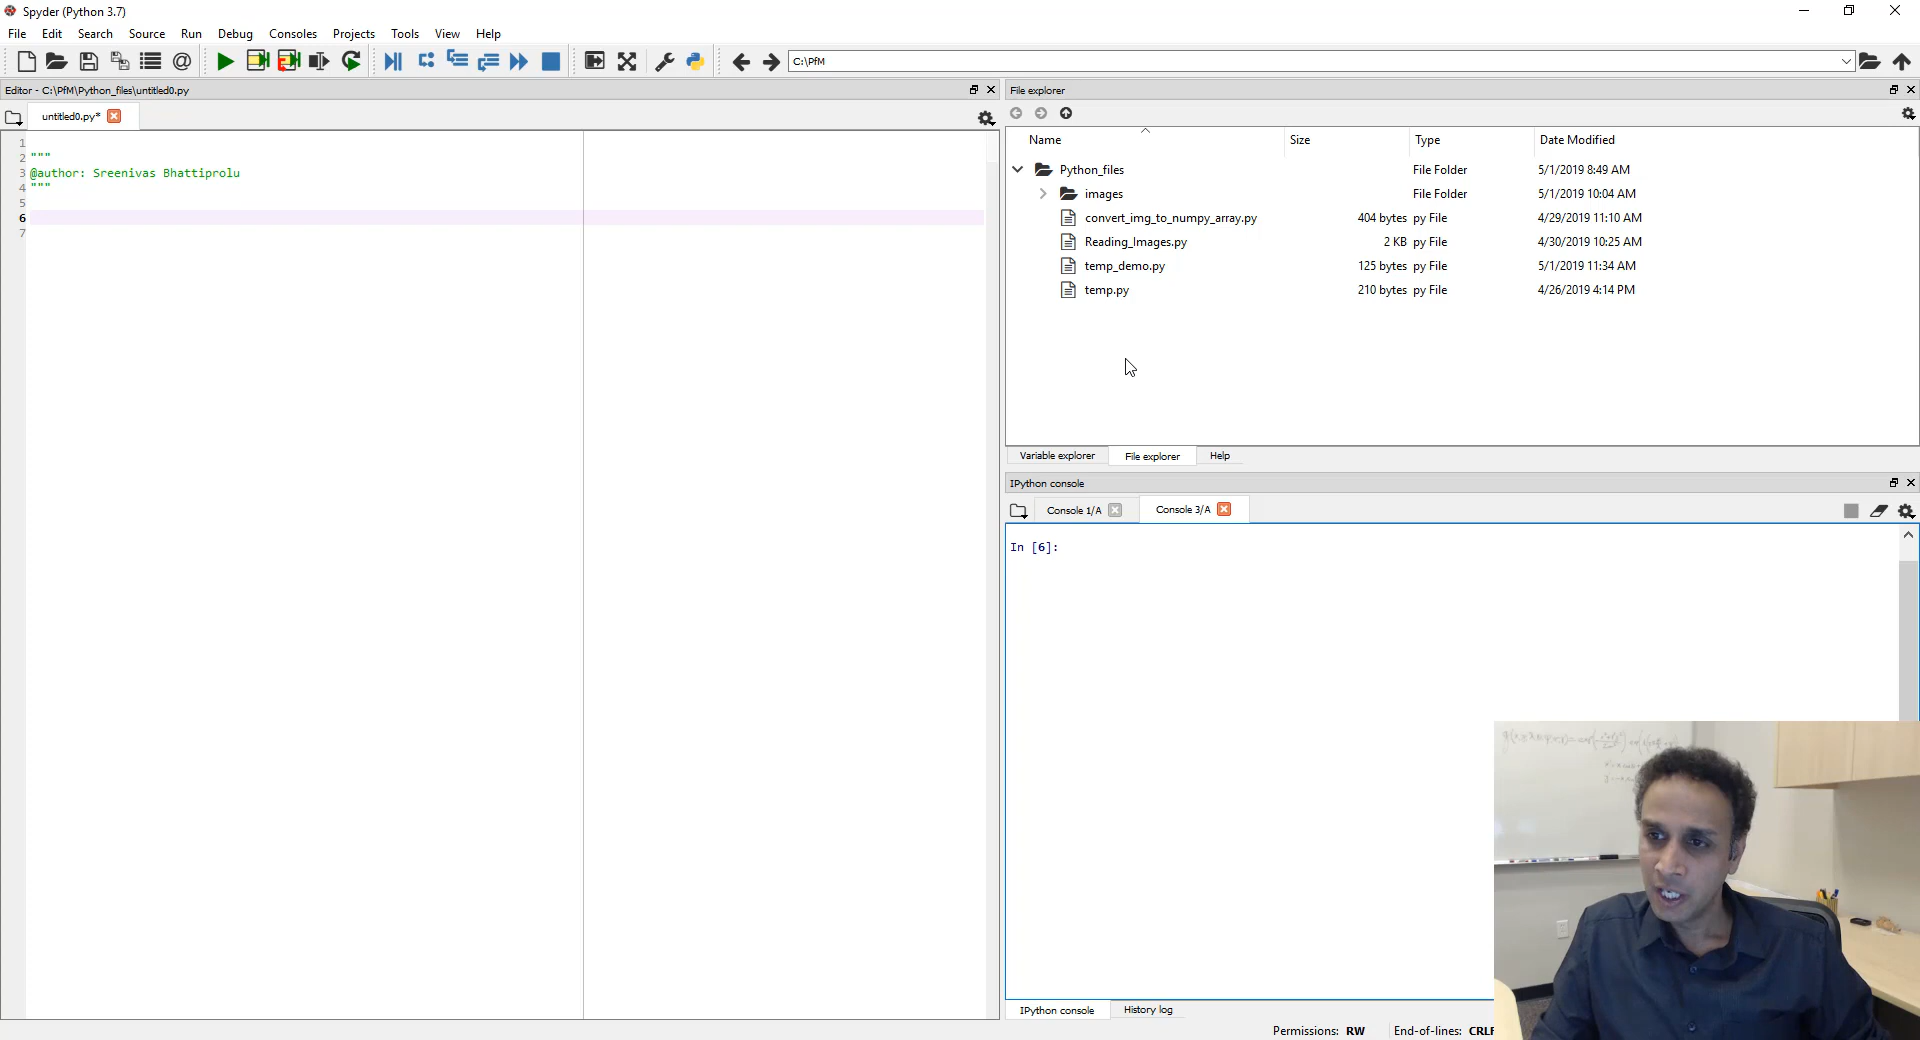 Spyder (Python 3.7)
File Edit Search Source Run Debug Consoles Projects Tools View Help
C:\PfM
Editor - C:\PfM\Python_files\untitled0.py
untitled0.py*
1
2 """
3 @author: Sreenivas Bhattiprolu
4 """
5
6
7
File explorer
Name Size Type Date Modified
Python_files File Folder 5/1/2019 8:49 AM
images File Folder 5/1/2019 10:04 AM
convert_img_to_numpy_array.py 404 bytes py File 4/29/2019 11:10 AM
Reading_Images.py 2 KB py File 4/30/2019 10:25 AM
temp_demo.py 125 bytes py File 5/1/2019 11:34 AM
temp.py 210 bytes py File 4/26/2019 4:14 PM
Variable explorer File explorer Help
IPython console
Console 1/A Console 3/A
In [6]:
IPython console History log
Permissions: RW End-of-lines: CRLF